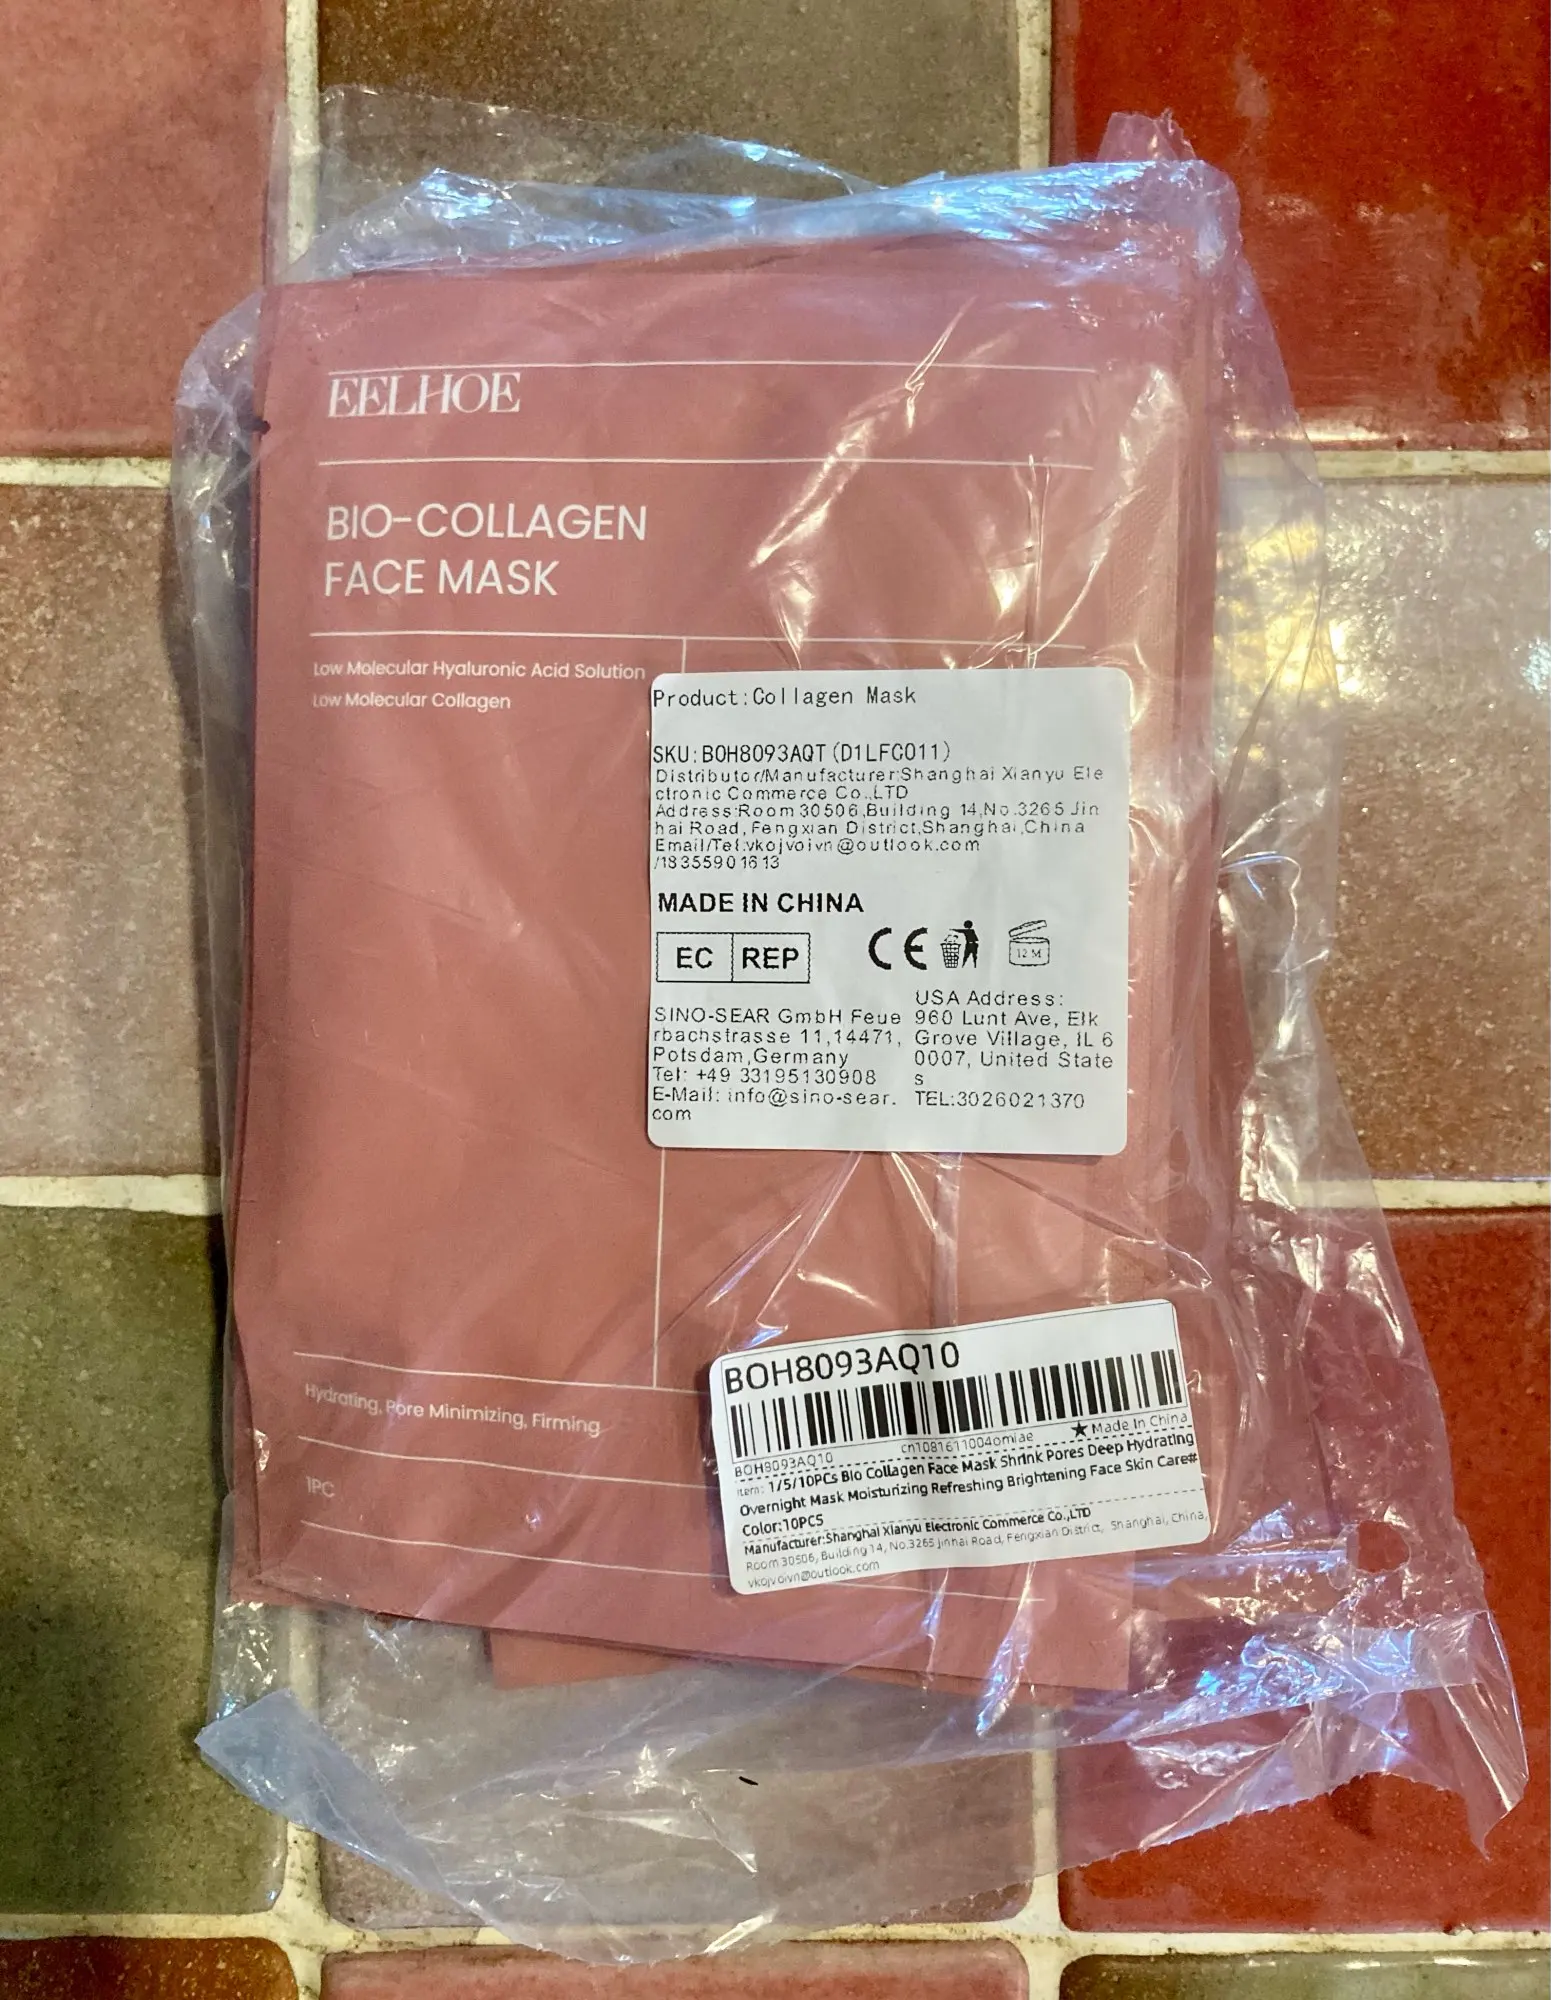 EELHOE
BIO-COLLAGEN
FACE MASK
Low Molecular Hyaluronic Acid Solution
Low Molecular Collagen
Product:Collagen Mask
SKU:BOH8093AQT(D1LFC011)
Distributor/Manufacturer:Shanghai Xianyu Ele
ctronic Commerce Co.,LTD
Address:Room 30506,Building 14,No.3265 Jin
hai Road, Fengxian District,Shanghai,China
Email/Tel:vkojvoivn@outlook.com
/18355901613
MADE IN CHINA
EC REP
CE
12 M
SINO-SEAR GmbH Feue
rbachstrasse 11,14471,
Potsdam,Germany
Tel: +49 33195130908
E-Mail: info@sino-sear.
com
USA Address:
960 Lunt Ave, Elk
Grove Village, IL 6
0007, United State
s
TEL:3026021370
Hydrating, Pore Minimizing, Firming
1PC
BOH8093AQ10
BOH8093AQ10
cn1081611004omiae
★Made In China
Item: 1/5/10PCs Bio Collagen Face Mask Shrink Pores Deep Hydrating
Overnight Mask Moisturizing Refreshing Brightening Face Skin Care#
Color:10PCS
Manufacturer:Shanghai Xianyu Electronic Commerce Co.,LTD
Room 30506, Building 14, No.3265 Jinhai Road, Fengxian District, Shanghai, China,
vkojvoivn@outlook.com